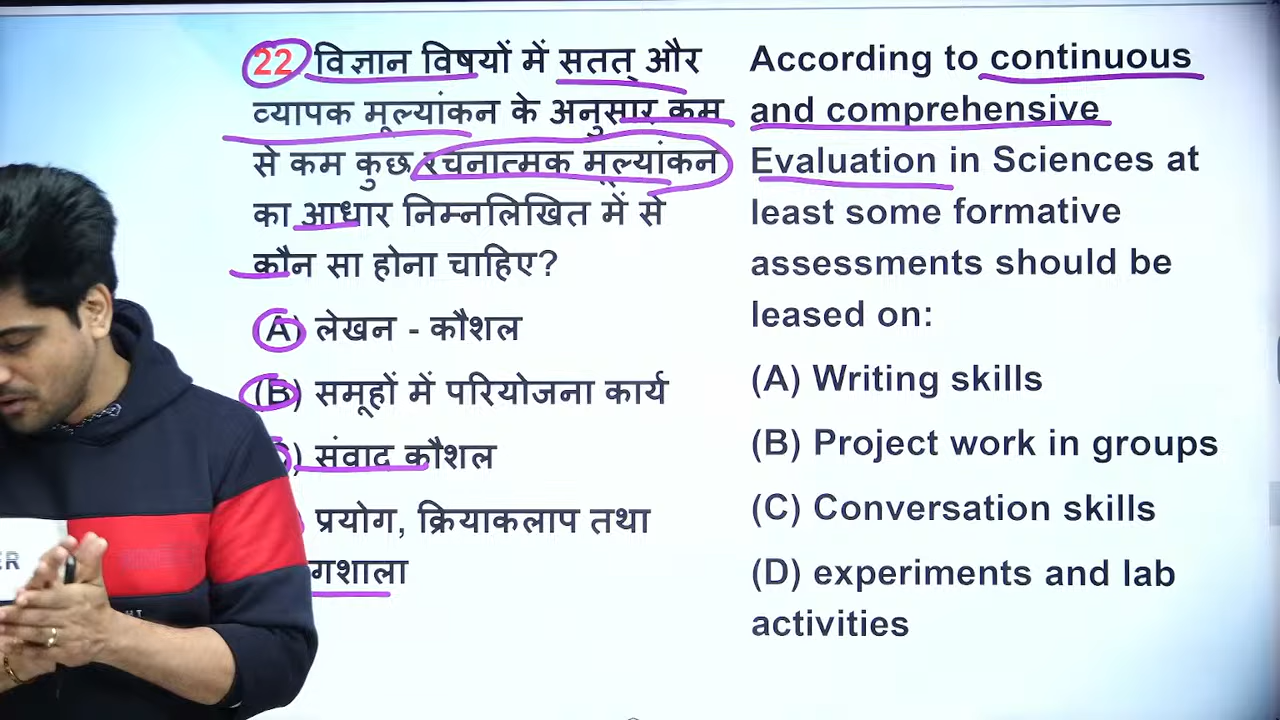 22 विज्ञान विषयों में सतत् और
व्यापक मूल्यांकन के अनुसार कम
से कम कुछ रचनात्मक मूल्यांकन
का आधार निम्नलिखित में से
कौन सा होना चाहिए?
A) लेखन - कौशल
(B) समूहों में परियोजना कार्य
) संवाद कौशल
प्रयोग, क्रियाकलाप तथा
गशाला
According to continuous
and comprehensive
Evaluation in Sciences at
least some formative
assessments should be
leased on:
(A) Writing skills
(B) Project work in groups
(C) Conversation skills
(D) experiments and lab
activities
ER